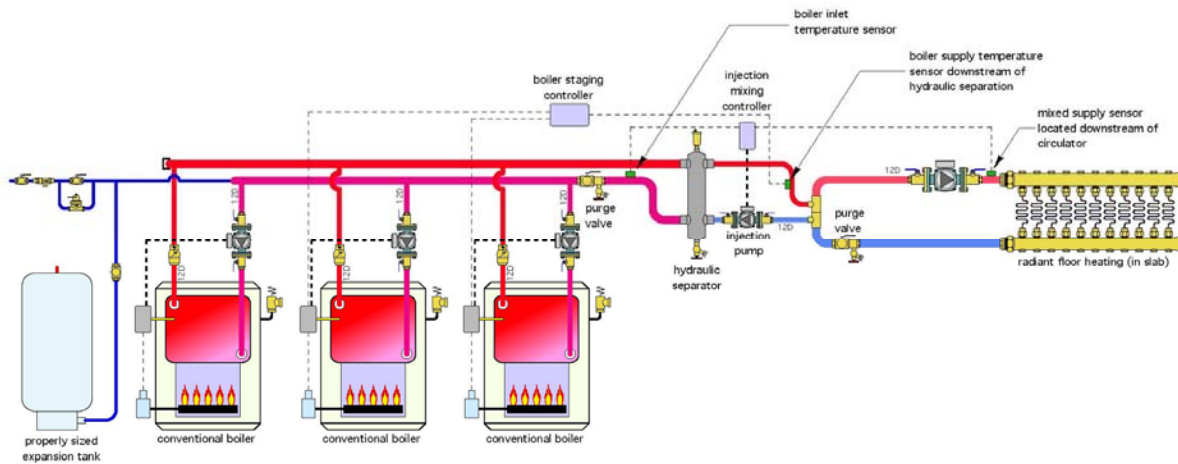 boiler inlet
temperature sensor
boiler staging
controller
injection
mixing
controller
boiler supply temperature
sensor downstream of
hydraulic separation
mixed supply sensor
located downstream of
circulator
12D
12D
12D
12D
12D
purge
valve
injection
pump
purge
valve
hydraulic
separator
radiant floor heating (in slab)
12D
12D
12D
properly sized
expansion tank
conventional boiler
conventional boiler
conventional boiler